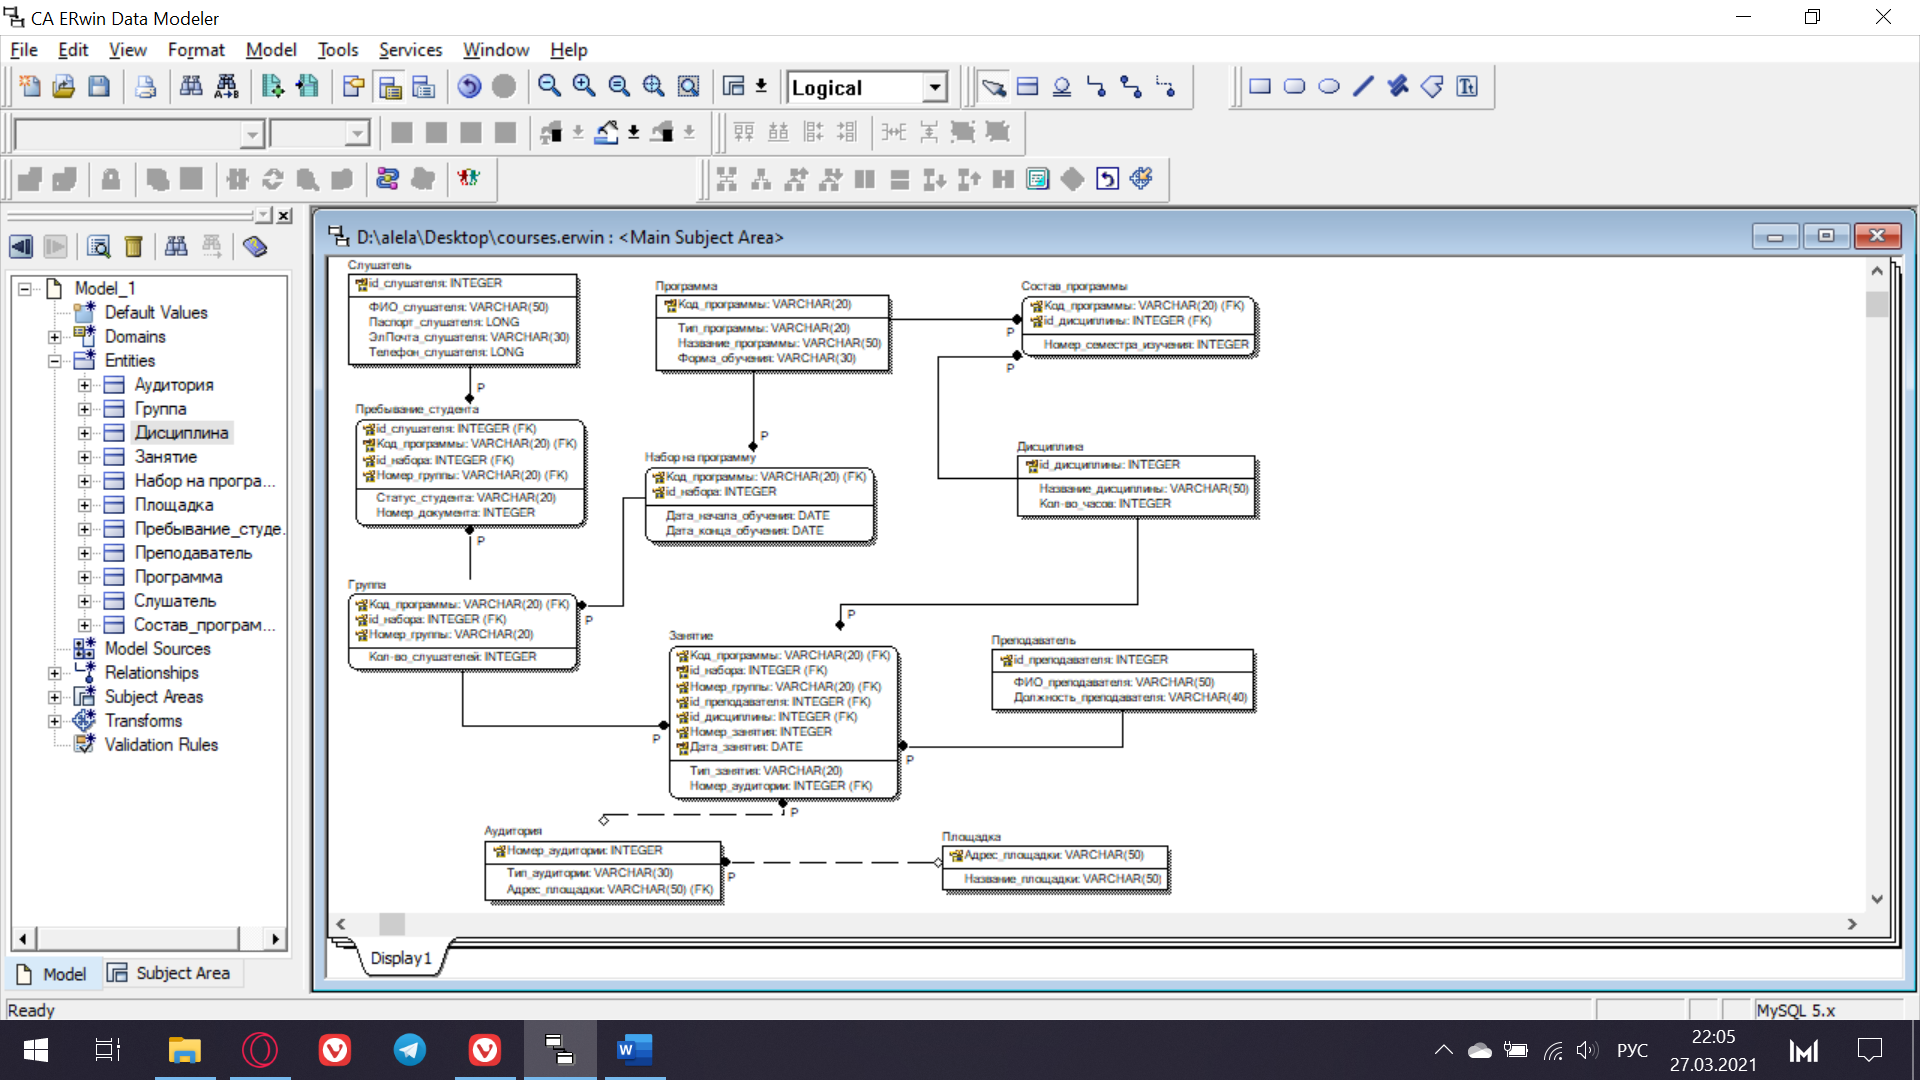 CA ERwin Data Modeler
File Edit View Format Model Tools Services Window Help
Logical
D:\alela\Desktop\courses.erwin : <Main Subject Area>
Model_1
Default Values
Domains
Entities
Аудитория
Группа
Дисциплина
Занятие
Набор на програ...
Площадка
Пребывание_студе.
Преподаватель
Программа
Слушатель
Состав_програм...
Model Sources
Relationships
Subject Areas
Transforms
Validation Rules
Model
Subject Area
Слушатель
id_слушателя: INTEGER
ФИО_слушателя: VARCHAR(50)
Паспорт_слушателя: LONG
ЭлПочта_слушателя: VARCHAR(30)
Телефон_слушателя: LONG
P
Программа
Код_программы: VARCHAR(20)
Тип_программы: VARCHAR(20)
Название_программы: VARCHAR(50)
Форма_обучения: VARCHAR(30)
P
Состав_программы
Код_программы: VARCHAR(20) (FK)
id_дисциплины: INTEGER (FK)
Номер_семестра_изучения: INTEGER
P
P
Пребывание_студента
id_слушателя: INTEGER (FK)
Код_программы: VARCHAR(20) (FK)
id_набора: INTEGER (FK)
Номер_группы: VARCHAR(20) (FK)
Статус_студента: VARCHAR(20)
Номер_документа: INTEGER
P
Набор на программу
Код_программы: VARCHAR(20) (FK)
id_набора: INTEGER
Дата_начала_обучения: DATE
Дата_конца_обучения: DATE
Дисциплина
id_дисциплины: INTEGER
Название_дисциплины: VARCHAR(50)
Кол-во_часов: INTEGER
P
Группа
Код_программы: VARCHAR(20) (FK)
id_набора: INTEGER (FK)
Номер_группы: VARCHAR(20)
Кол-во_слушателей: INTEGER
P
P
Занятие
Код_программы: VARCHAR(20) (FK)
id_набора: INTEGER (FK)
Номер_группы: VARCHAR(20) (FK)
id_преподавателя: INTEGER (FK)
id_дисциплины: INTEGER (FK)
Номер_занятия: INTEGER
Дата_занятия: DATE
Тип_занятия: VARCHAR(20)
Номер_аудитории: INTEGER (FK)
P
P
Преподаватель
id_преподавателя: INTEGER
ФИО_преподавателя: VARCHAR(50)
Должность_преподавателя: VARCHAR(40)
Аудитория
Номер_аудитории: INTEGER
Тип_аудитории: VARCHAR(30)
Адрес_площадки: VARCHAR(50) (FK)
P
Площадка
Адрес_площадки: VARCHAR(50)
Название_площадки: VARCHAR(50)
Display1
Ready
MySQL 5.x
РУС
22:05
27.03.2021